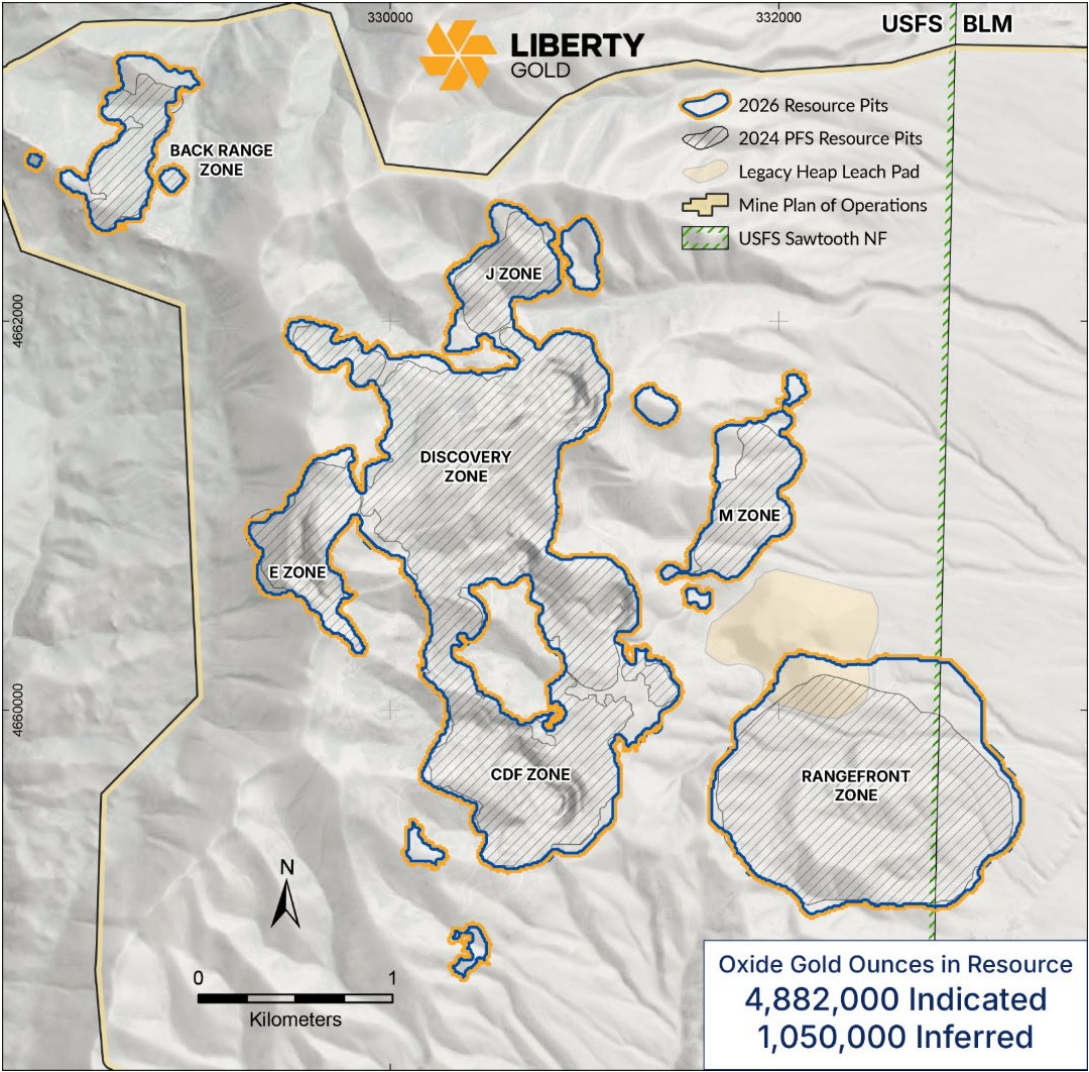 330000
332000
USFS BLM
LIBERTY
GOLD
2026 Resource Pits
2024 PFS Resource Pits
Legacy Heap Leach Pad
Mine Plan of Operations
USFS Sawtooth NF
BACK RANGE
ZONE
J ZONE
4662000
DISCOVERY
ZONE
M ZONE
E ZONE
4660000
CDF ZONE
RANGEFRONT
ZONE
N
0 1
Kilometers
Oxide Gold Ounces in Resource
4,882,000 Indicated
1,050,000 Inferred